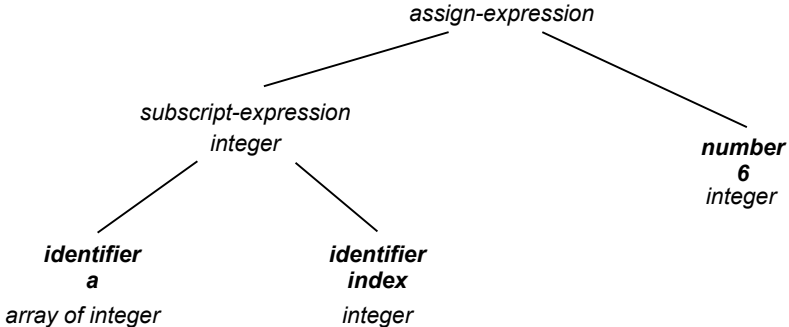 assign-expression
subscript-expression
integer
number
6
integer
identifier
a
array of integer
identifier
index
integer